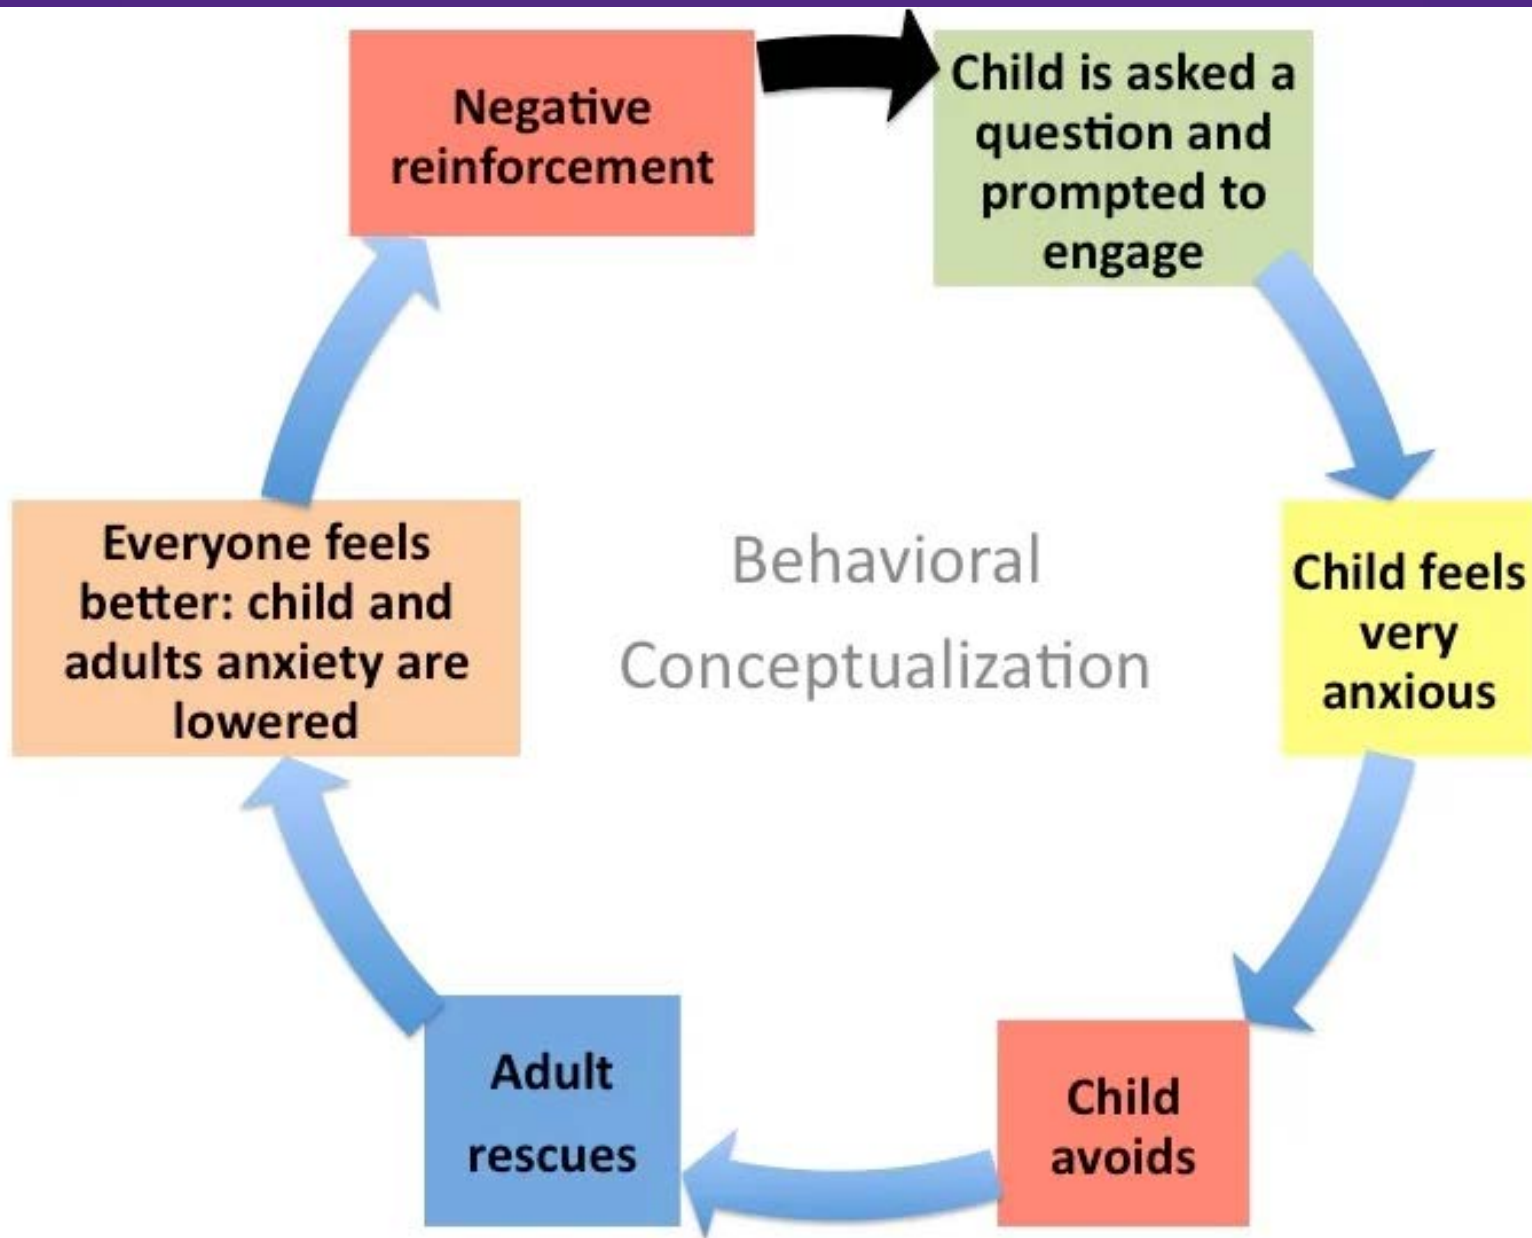 Negative
reinforcement
Child is asked a
question and
prompted to
engage
Child feels
very
anxious
Child
avoids
Adult
rescues
Everyone feels
better: child and
adults anxiety are
lowered
Behavioral
Conceptualization